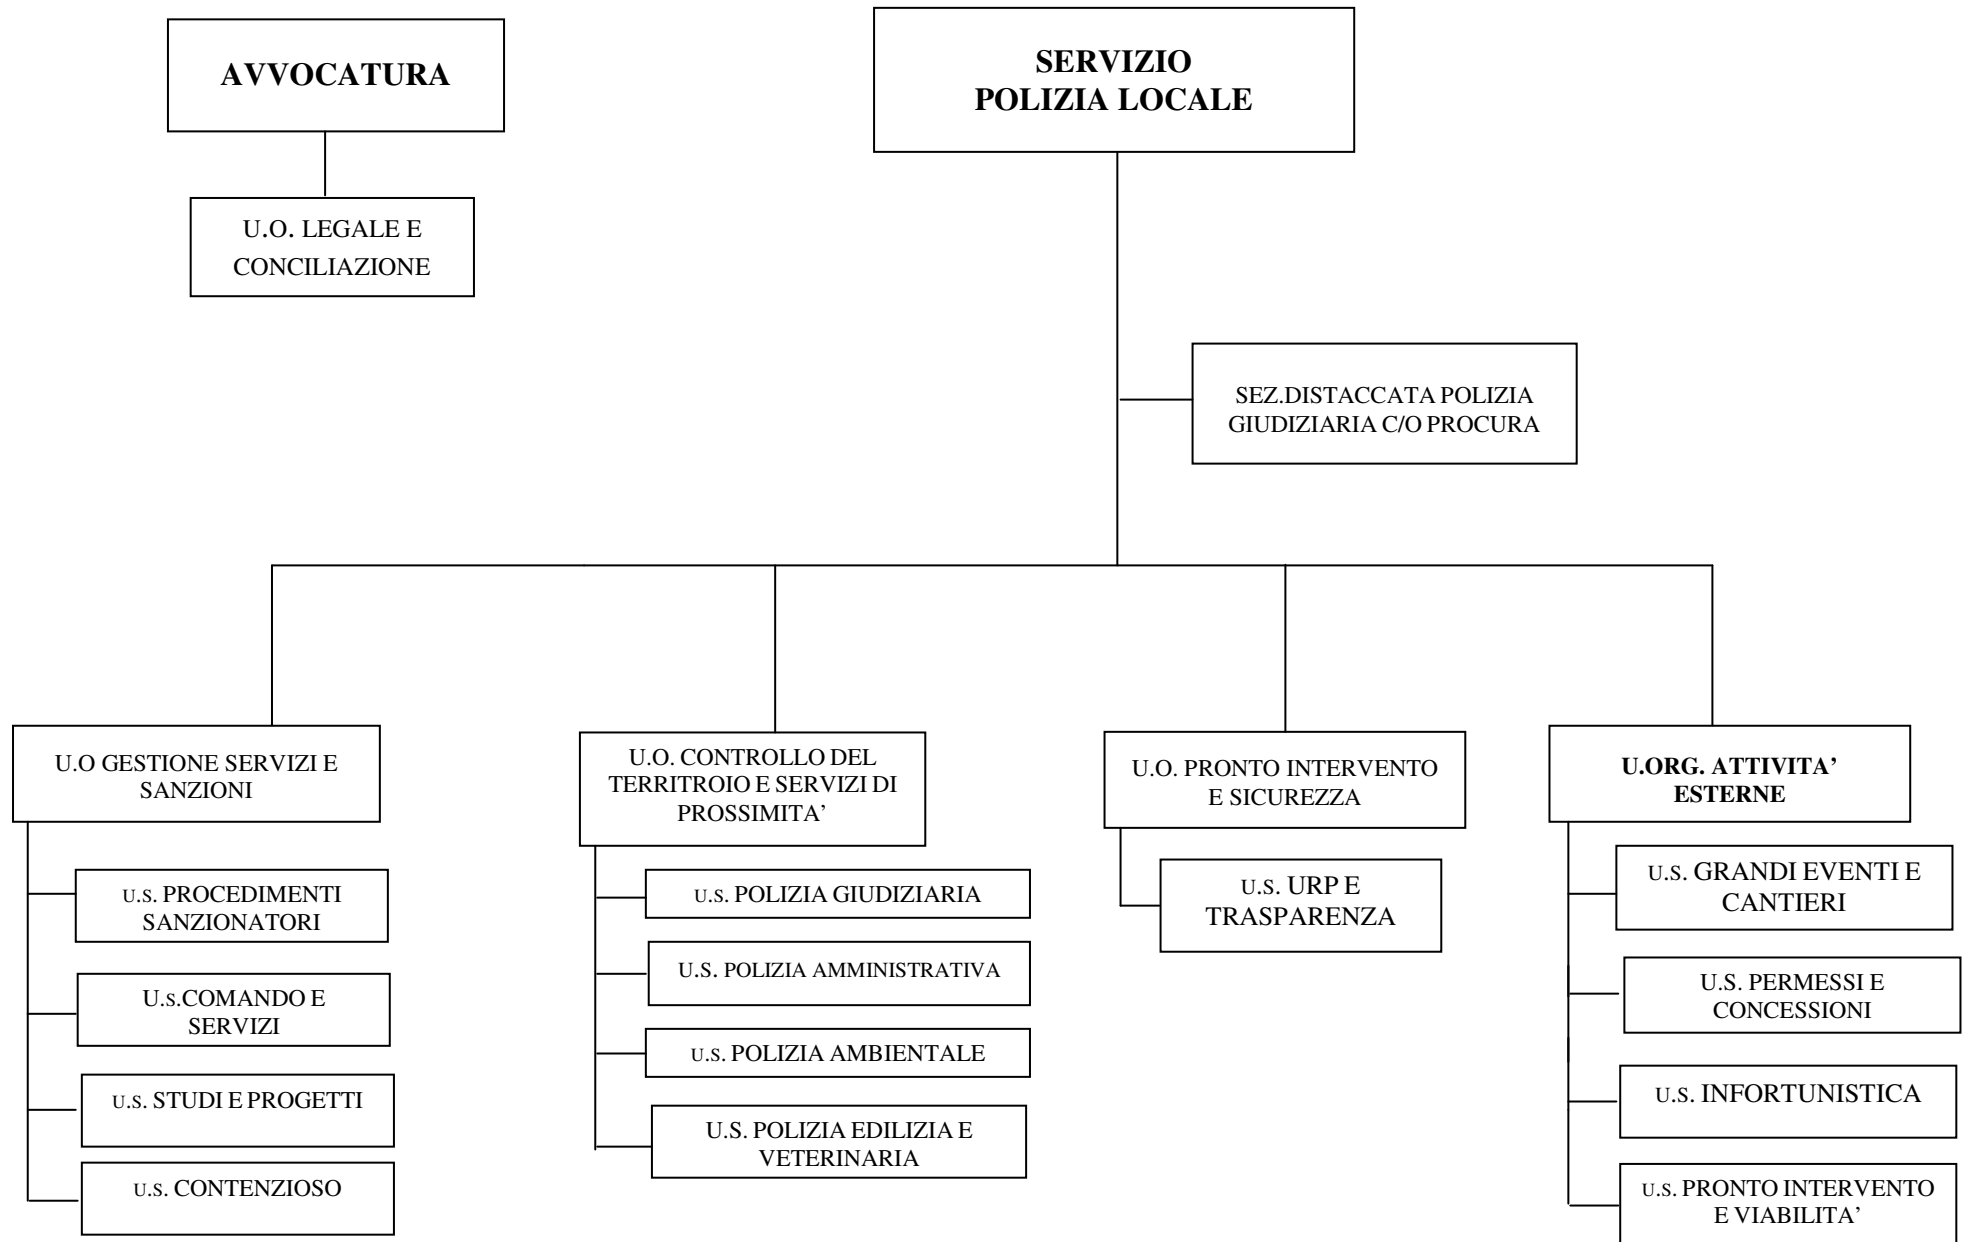 AVVOCATURA
U.O. LEGALE E
CONCILIAZIONE
SERVIZIO
POLIZIA LOCALE
SEZ.DISTACCATA POLIZIA
GIUDIZIARIA C/O PROCURA
U.O GESTIONE SERVIZI E
SANZIONI
U.S. PROCEDIMENTI
SANZIONATORI
U.S.COMANDO E
SERVIZI
U.S. STUDI E PROGETTI
U.S. CONTENZIOSO
U.O. CONTROLLO DEL
TERRITROIO E SERVIZI DI
PROSSIMITA’
U.S. POLIZIA GIUDIZIARIA
U.S. POLIZIA AMMINISTRATIVA
U.S. POLIZIA AMBIENTALE
U.S. POLIZIA EDILIZIA E
VETERINARIA
U.O. PRONTO INTERVENTO
E SICUREZZA
U.S. URP E
TRASPARENZA
U.ORG. ATTIVITA’
ESTERNE
U.S. GRANDI EVENTI E
CANTIERI
U.S. PERMESSI E
CONCESSIONI
U.S. INFORTUNISTICA
U.S. PRONTO INTERVENTO
E VIABILITA’